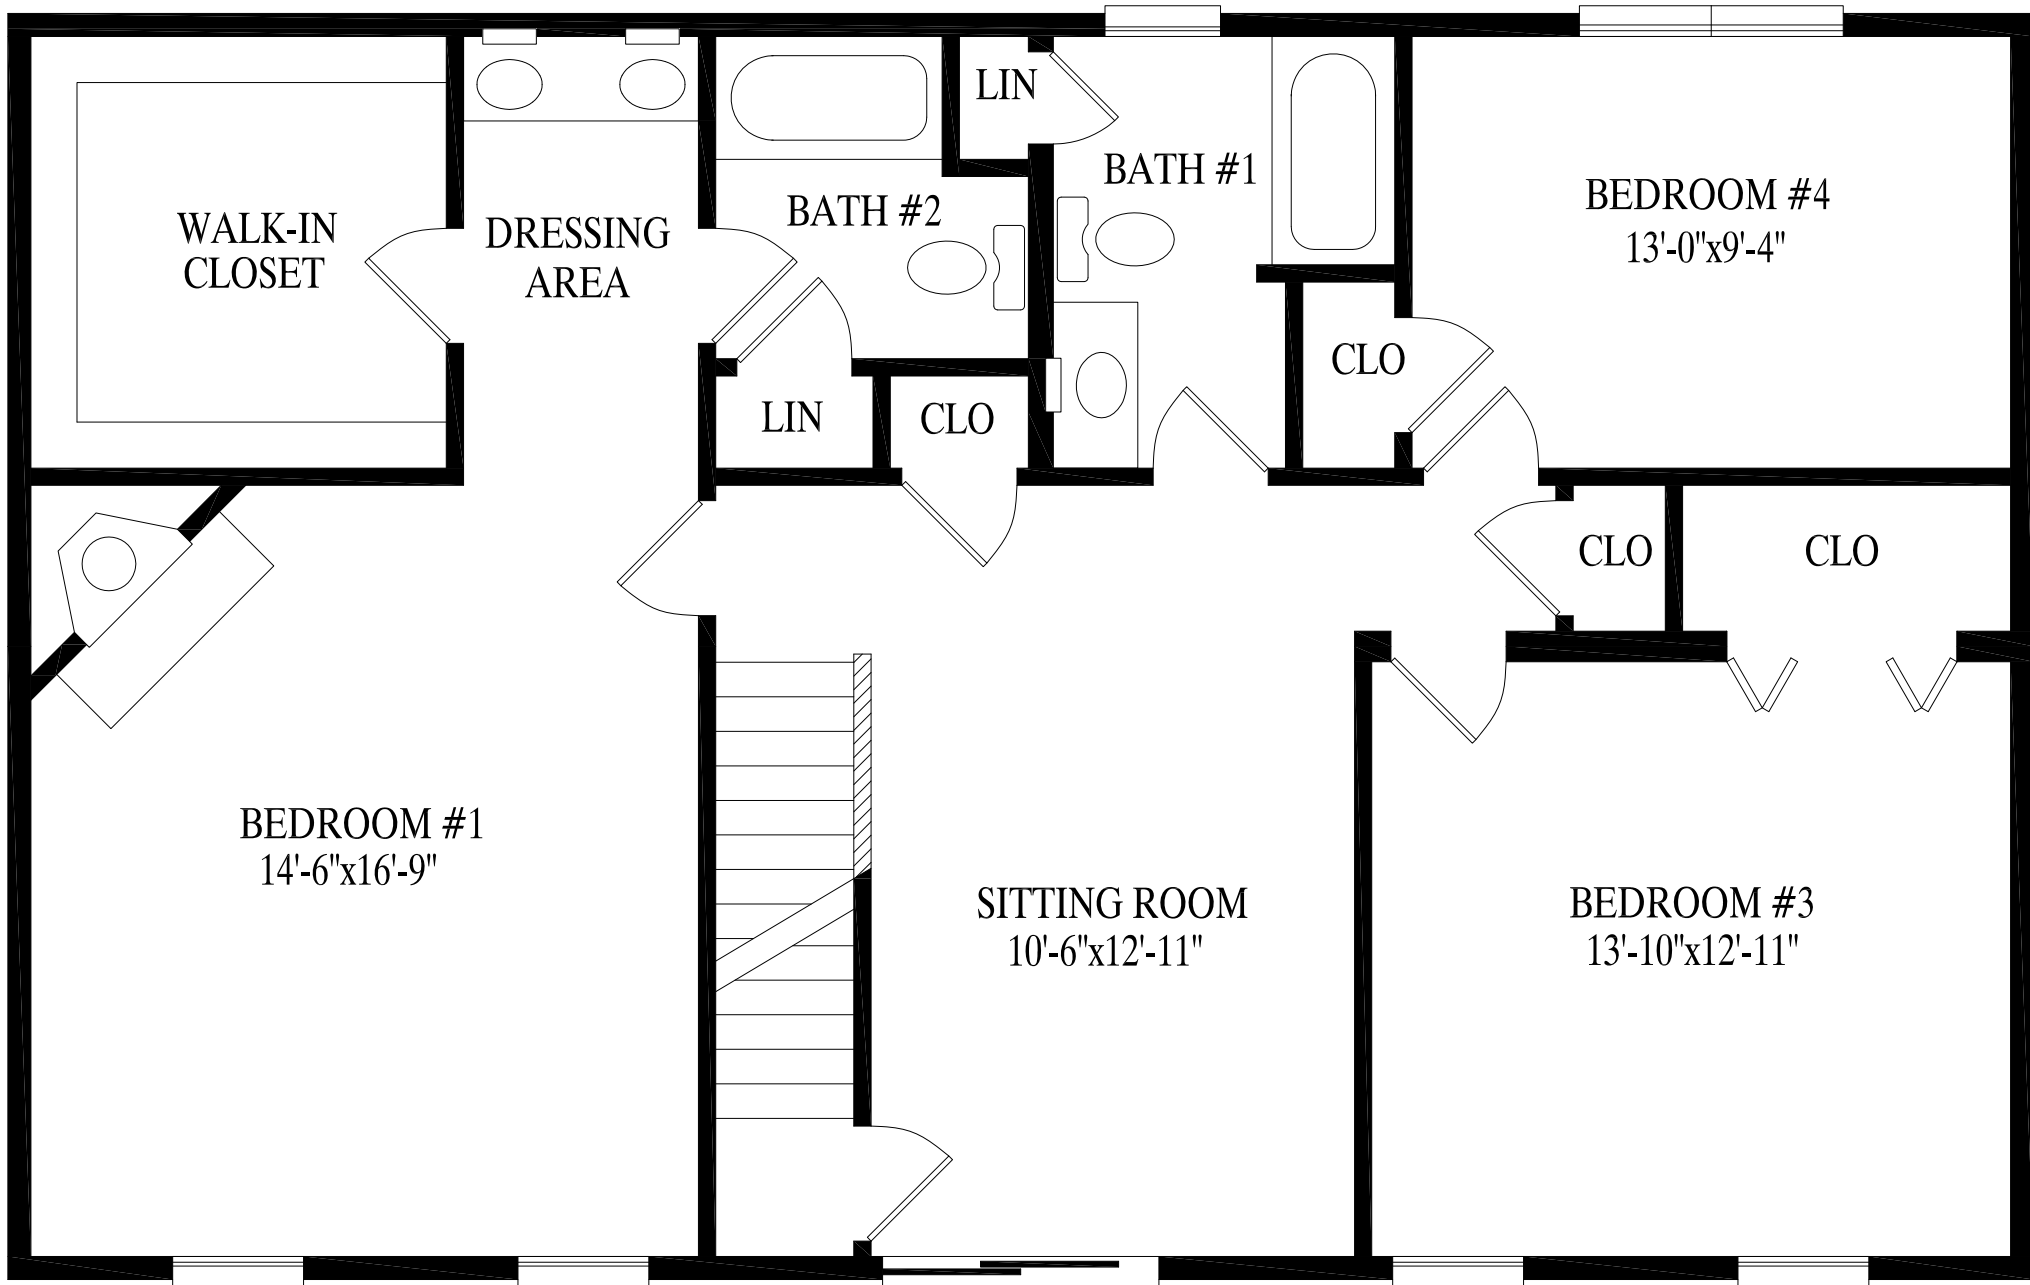 LIN
BATH #1
BEDROOM #4
13'-0"x9'-4"
WALK-IN
CLOSET
DRESSING
AREA
BATH #2
CLO
LIN
CLO
CLO
CLO
BEDROOM #1
14'-6"x16'-9"
SITTING ROOM
10'-6"x12'-11"
BEDROOM #3
13'-10"x12'-11"